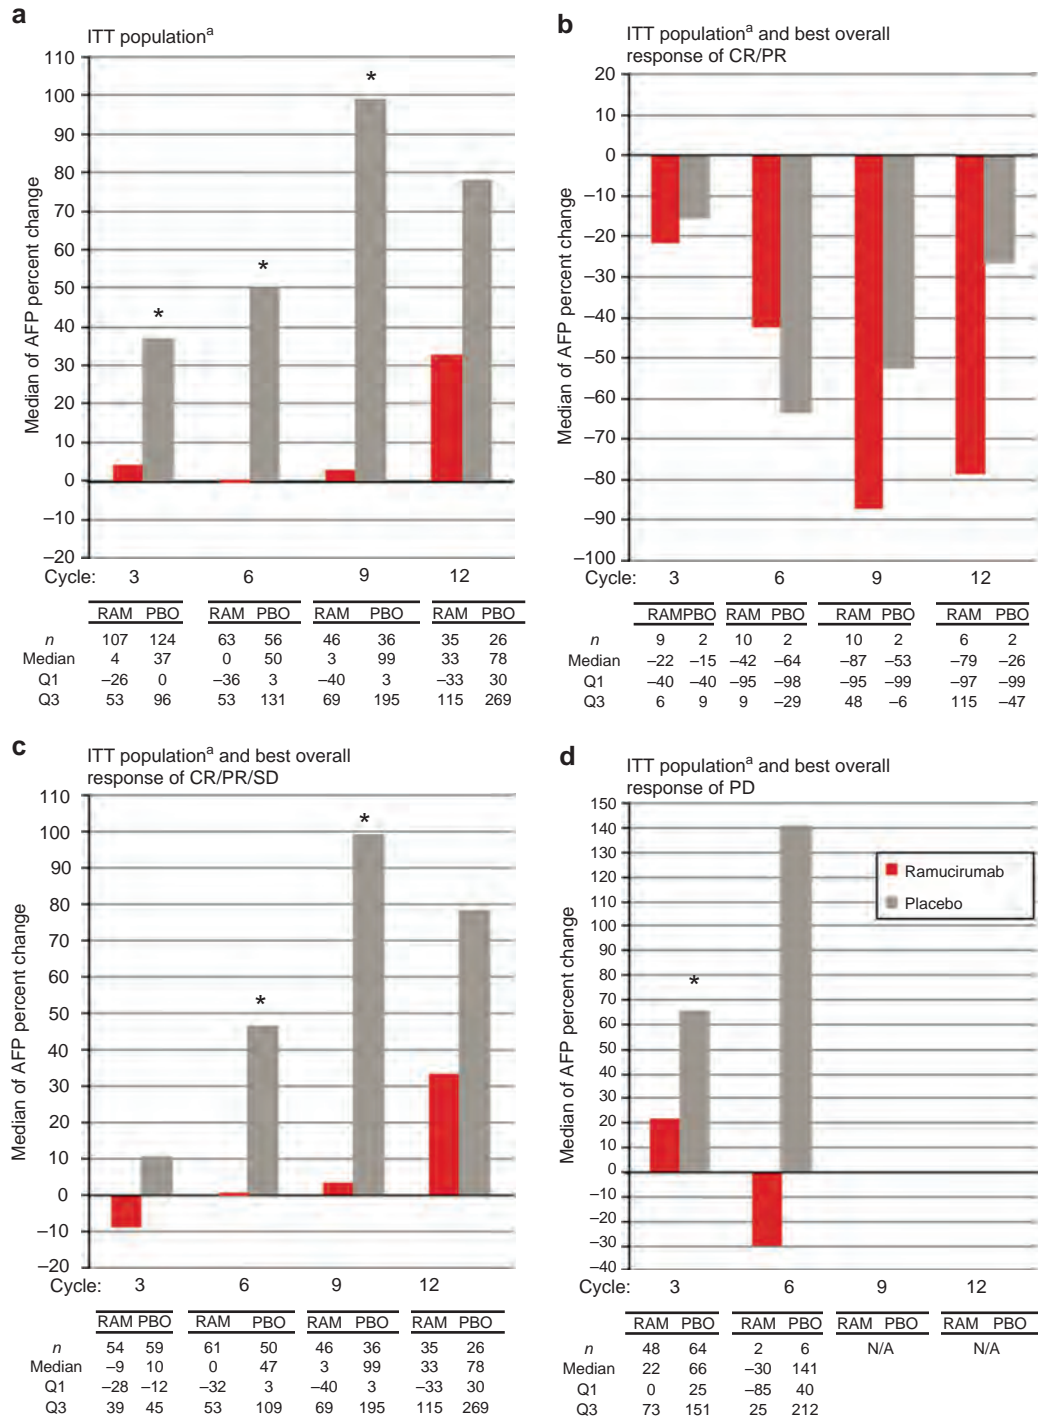 a
ITT populationᵃ
Median of AFP percent change
110
100
90
80
70
60
50
40
30
20
10
0
–10
–20
*
*
*
Cycle: 3 6 9 12
RAM PBO RAM PBO RAM PBO RAM PBO
n 107 124 63 56 46 36 35 26
Median 4 37 0 50 3 99 33 78
Q1 –26 0 –36 3 –40 3 –33 30
Q3 53 96 53 131 69 195 115 269
b
ITT populationᵃ and best overall
response of CR/PR
Median of AFP percent change
20
10
0
–10
–20
–30
–40
–50
–60
–70
–80
–90
–100
3 6 9 12
RAM PBO RAM PBO RAM PBO RAM PBO
n 9 2 10 2 10 2 6 2
Median –22 –15 –42 –64 –87 –53 –79 –26
Q1 –40 –40 –95 –98 –95 –99 –97 –99
Q3 6 9 9 –29 48 –6 115 –47
c
ITT populationᵃ and best overall
response of CR/PR/SD
Median of AFP percent change
110
100
90
80
70
60
50
40
30
20
10
0
–10
–20
*
*
Cycle: 3 6 9 12
RAM PBO RAM PBO RAM PBO RAM PBO
n 54 59 61 50 46 36 35 26
Median –9 10 0 47 3 99 33 78
Q1 –28 –12 –32 3 –40 3 –33 30
Q3 39 45 53 109 69 195 115 269
d
ITT populationᵃ and best overall
response of PD
Median of AFP percent change
150
140
130
120
110
100
90
80
70
60
50
40
30
20
10
0
–10
–20
–30
–40
*
Ramucirumab
Placebo
Cycle: 3 6 9 12
RAM PBO RAM PBO RAM PBO RAM PBO
n 48 64 2 6 N/A N/A
Median 22 66 –30 141
Q1 0 25 –85 40
Q3 73 151 25 212